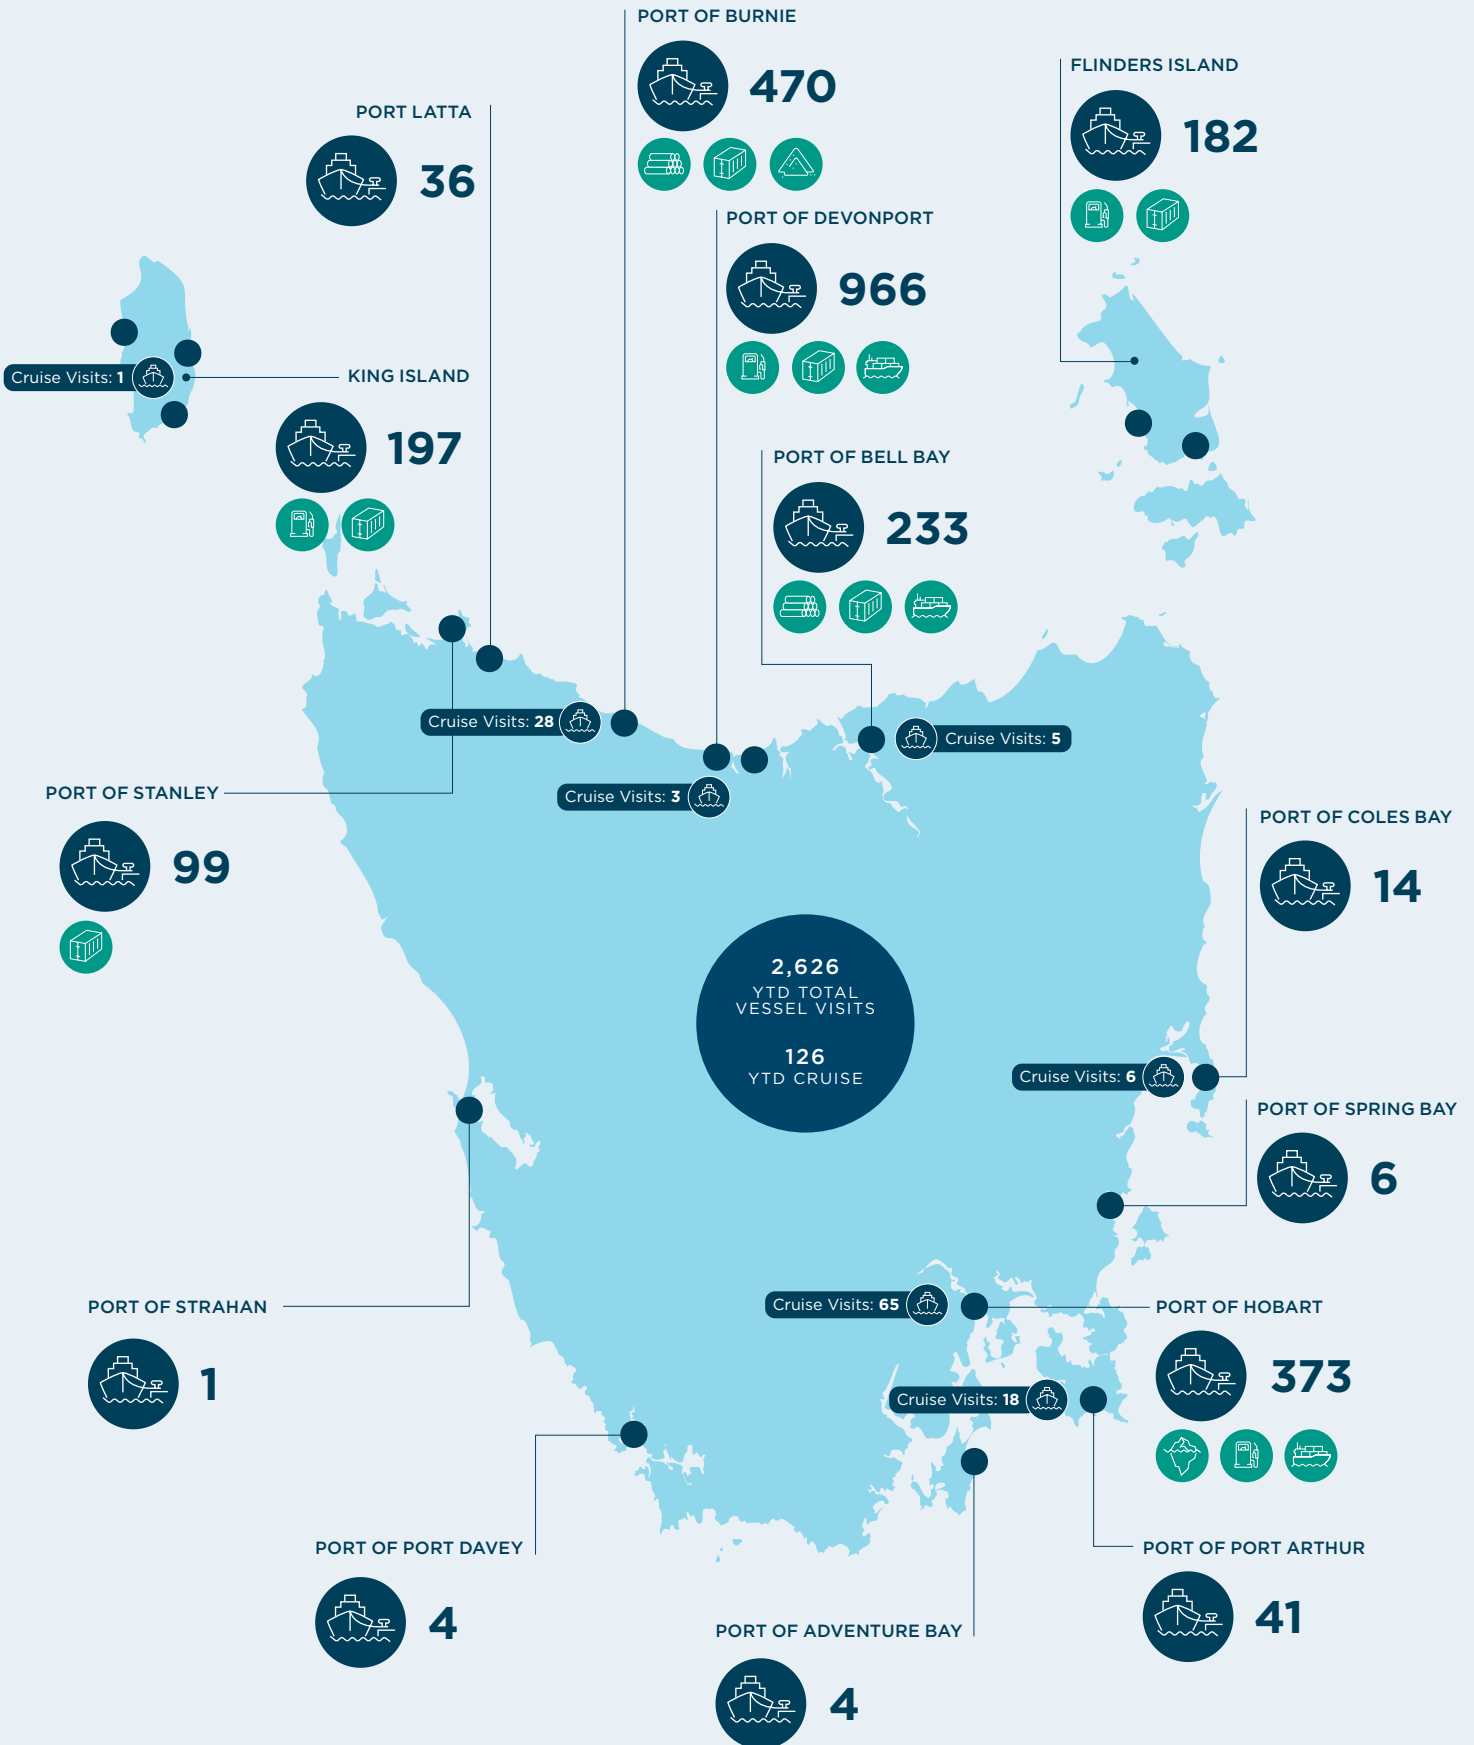 PORT OF BURNIE
470
FLINDERS ISLAND
182
PORT LATTA
36
PORT OF DEVONPORT
966
Cruise Visits: 1
KING ISLAND
197
PORT OF BELL BAY
233
Cruise Visits: 28
Cruise Visits: 5
Cruise Visits: 3
PORT OF STANLEY
99
PORT OF COLES BAY
14
2,626
YTD TOTAL
VESSEL VISITS
126
YTD CRUISE
Cruise Visits: 6
PORT OF SPRING BAY
6
PORT OF STRAHAN
1
Cruise Visits: 65
PORT OF HOBART
373
Cruise Visits: 18
PORT OF PORT DAVEY
4
PORT OF PORT ARTHUR
41
PORT OF ADVENTURE BAY
4